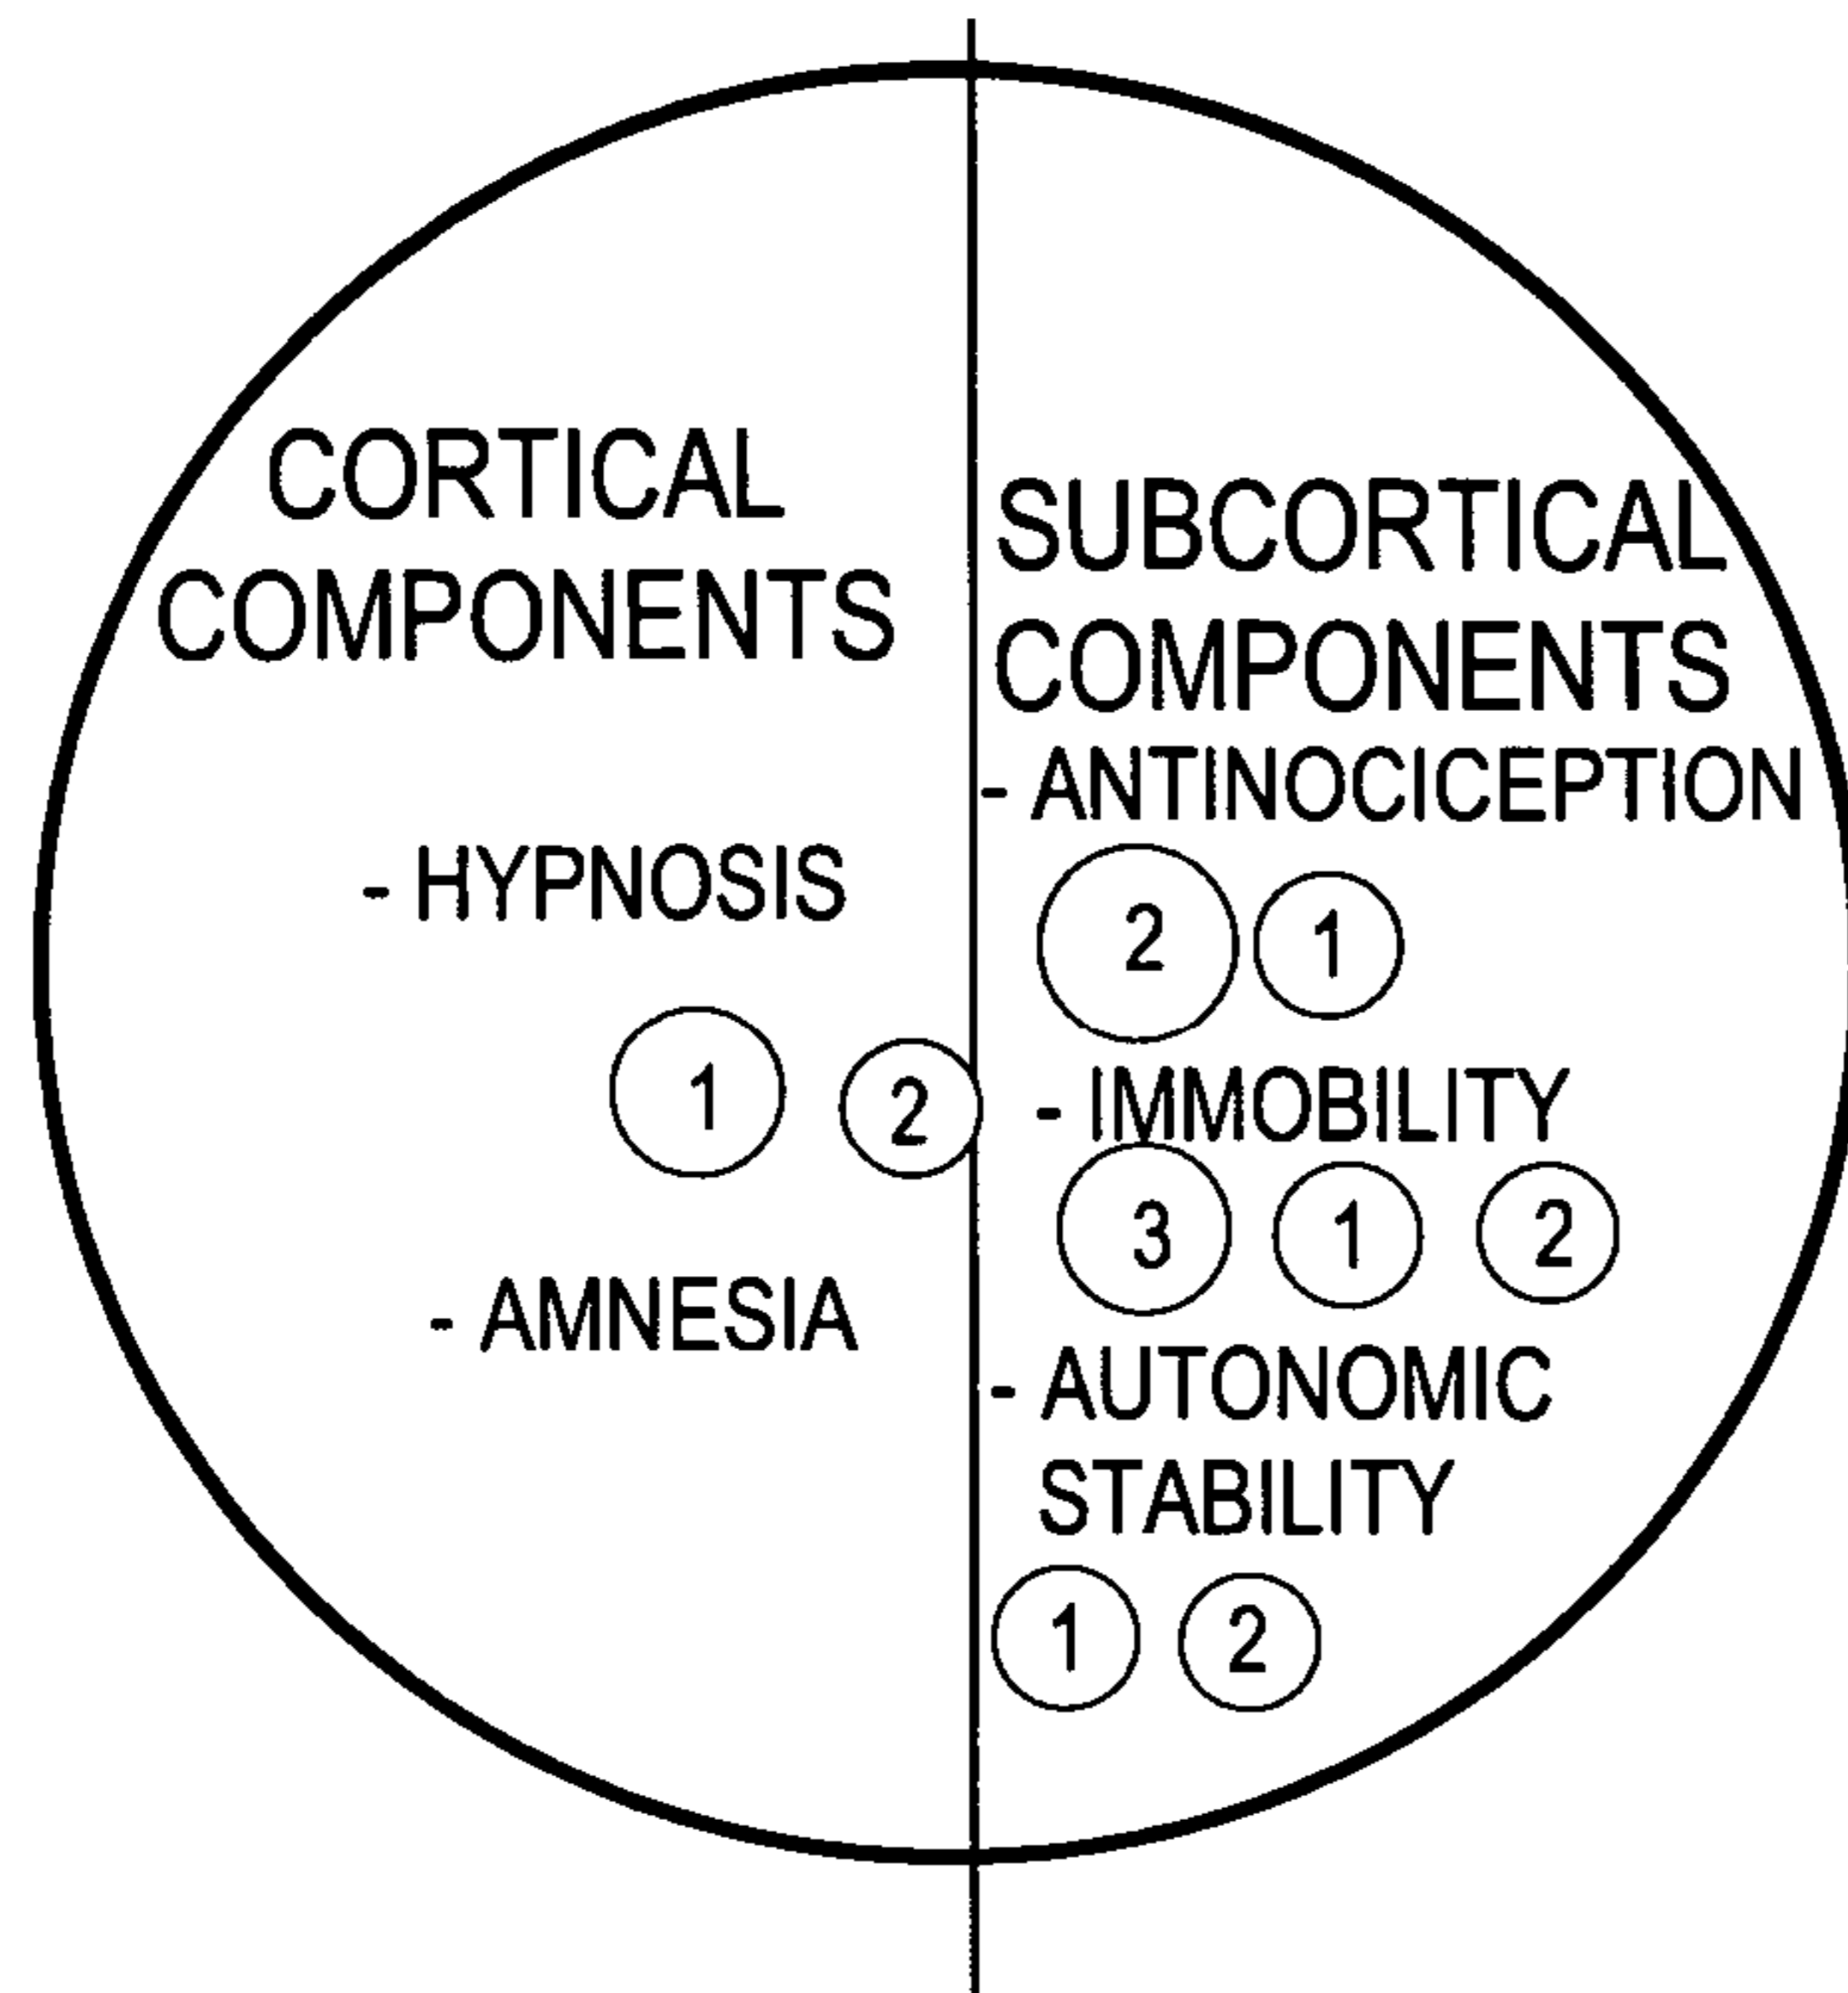 CORTICAL
COMPONENTS
- HYPNOSIS
1 2
- AMNESIA
SUBCORTICAL
COMPONENTS
- ANTINOCICEPTION
2 1
- IMMOBILITY
3 1 2
- AUTONOMIC
STABILITY
1 2